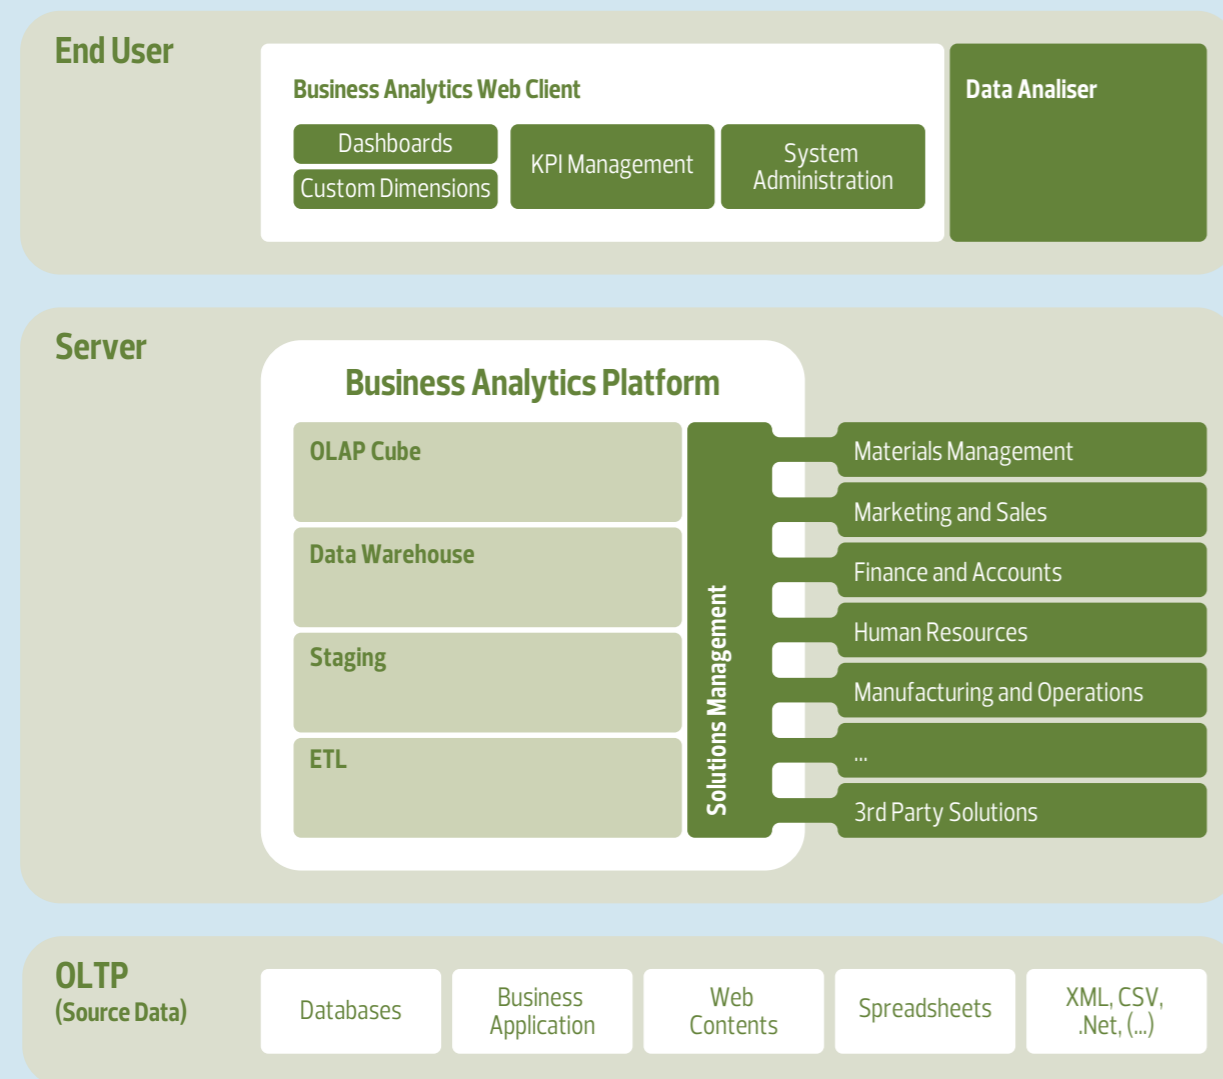 End User
Business Analytics Web Client
Dashboards
Custom Dimensions
KPI Management
System
Administration
Data Analiser
Server
Business Analytics Platform
OLAP Cube
Data Warehouse
Staging
ETL
Solutions Management
Materials Management
Marketing and Sales
Finance and Accounts
Human Resources
Manufacturing and Operations
...
3rd Party Solutions
OLTP
(Source Data)
Databases
Business
Application
Web
Contents
Spreadsheets
XML, CSV,
.Net, (...)